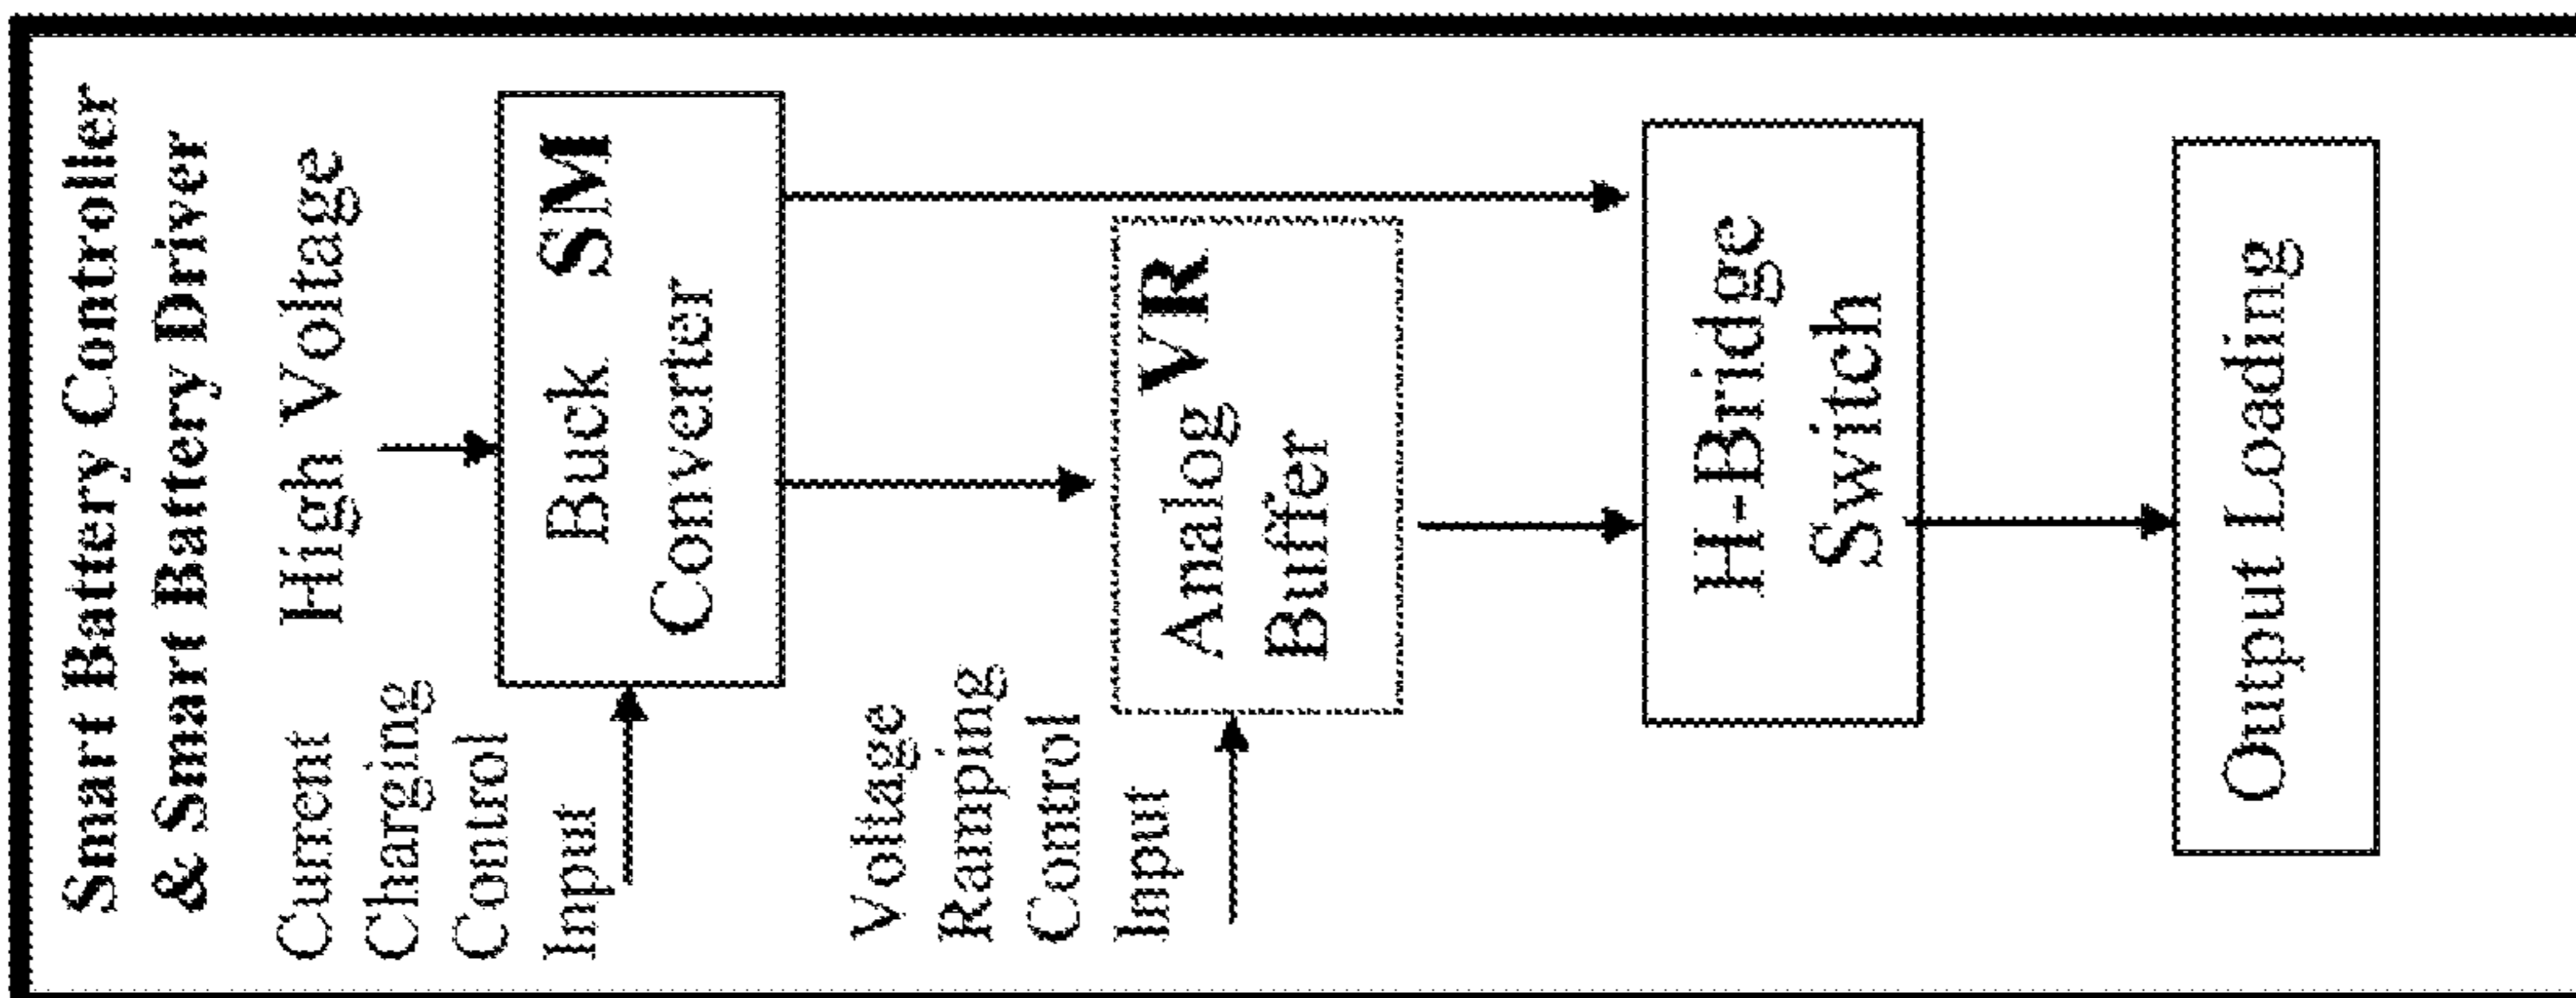 Smart Battery Controller
& Smart Battery Driver
High Voltage
Current
Charging
Control
Input
Buck SM
Converter
Voltage
Ramping
Control
Input
VR
Analog
Buffer
H-Bridge
Switch
Output Loading